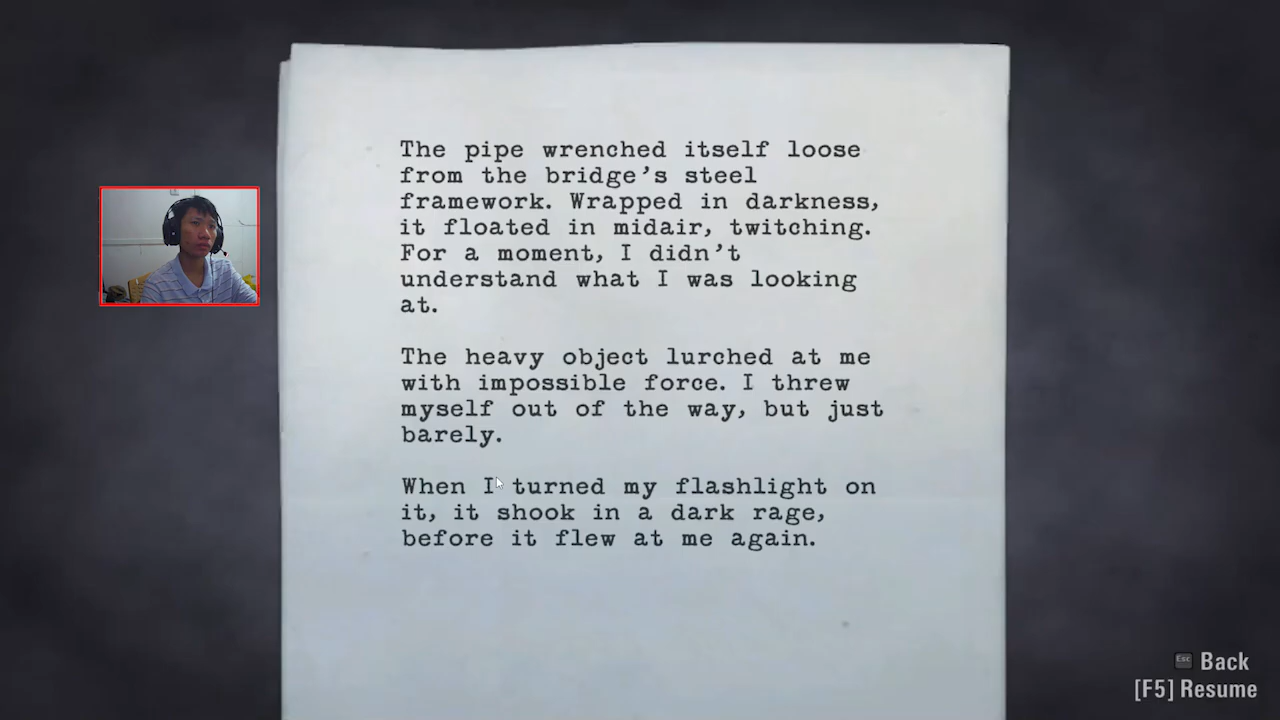 The pipe wrenched itself loose
from the bridge's steel
framework. Wrapped in darkness,
it floated in midair, twitching.
For a moment, I didn't
understand what I was looking
at.
The heavy object lurched at me
with impossible force. I threw
myself out of the way, but just
barely.
When I turned my flashlight on
it, it shook in a dark rage,
before it flew at me again.
Esc Back
[F5] Resume